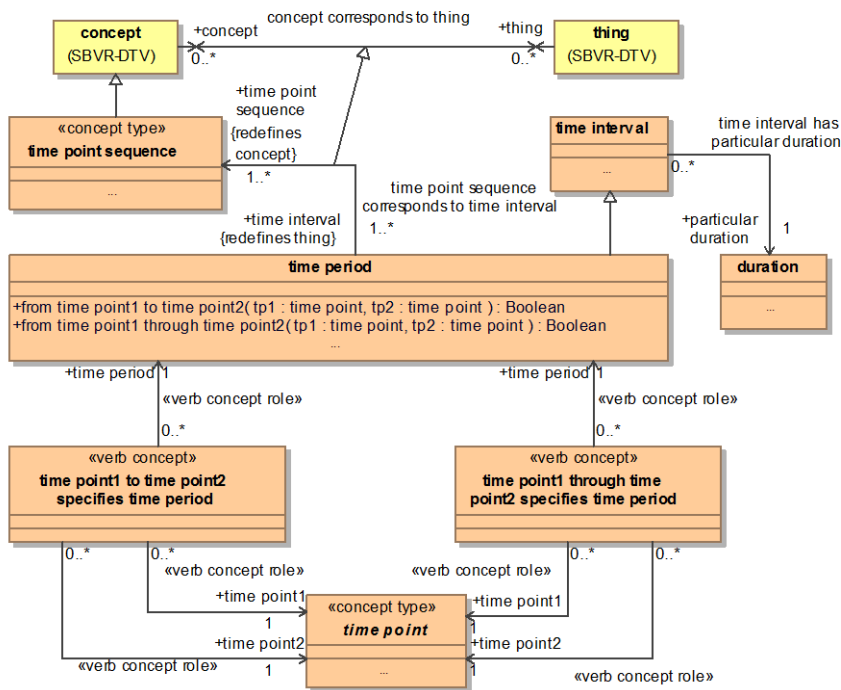 concept corresponds to thing
concept
(SBVR-DTV)
+concept
0..*
+thing
0..*
thing
(SBVR-DTV)
«concept type»
time point sequence
...
+time point
sequence
{redefines
concept}
1..*
time interval
...
time interval has
particular duration
0..*
+particular
duration
1
duration
...
time point sequence
corresponds to time interval
+time interval
{redefines thing}
1..*
time period
+from time point1 to time point2( tp1 : time point, tp2 : time point ) : Boolean
+from time point1 through time point2( tp1 : time point, tp2 : time point ) : Boolean
...
+time period 1
«verb concept role»
0..*
+time period 1
«verb concept role»
0..*
«verb concept»
time point1 to time point2
specifies time period
«verb concept»
time point1 through time
point2 specifies time period
0..*
0..*
0..*
0..*
«verb concept role»
«verb concept role»
+time point1
1
+time point1
1
+time point2
1
+time point2
1
«verb concept role»
«verb concept role»
«concept type»
time point
...